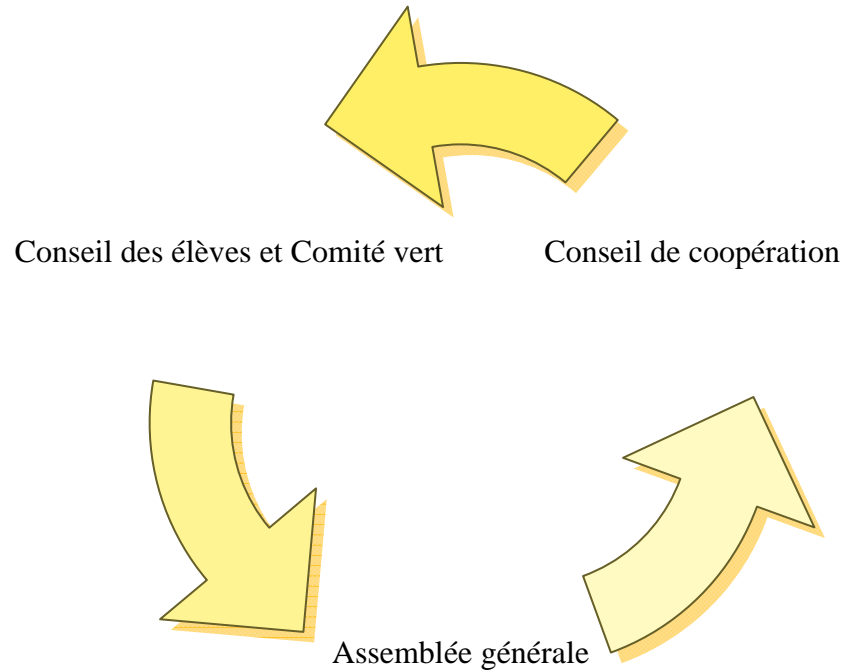 Conseil des élèves et Comité vert
Conseil de coopération
Assemblée générale